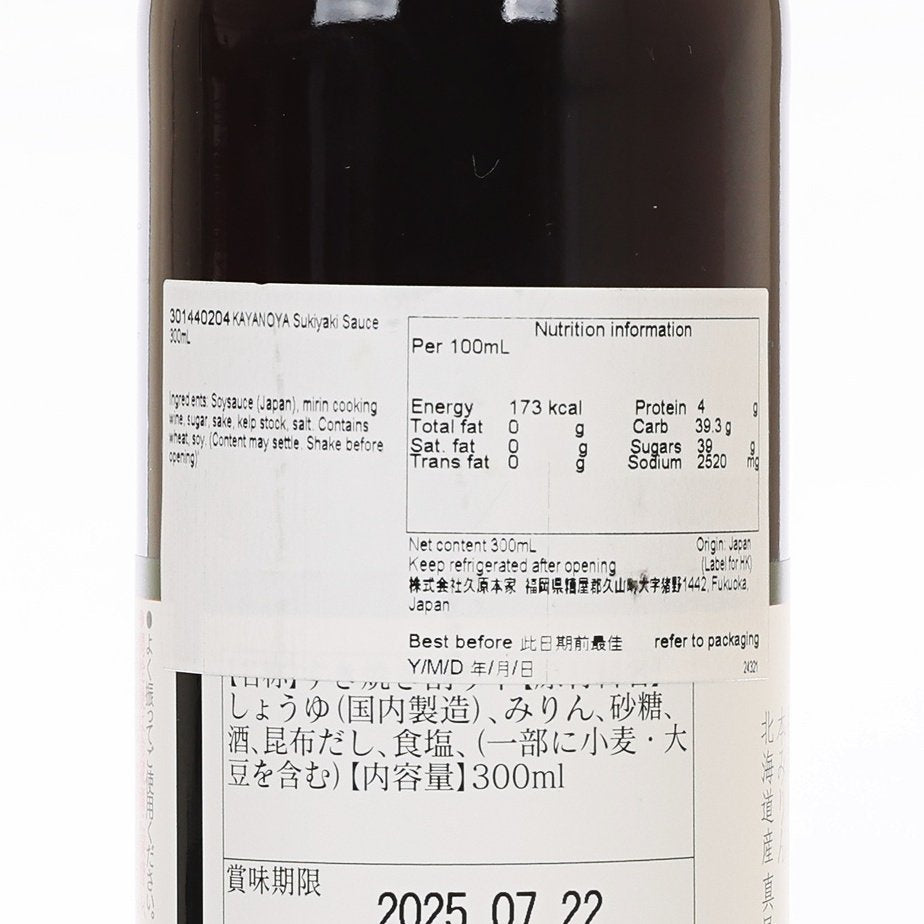 301440204 KAYANOYA Sukiyaki Sauce
300mL
Ingredients: Soysauce (Japan), mirin cooking
wine, sugar, sake, kelp stock, salt. Contains
wheat, soy. (Content may settle. Shake before
opening)'
Nutrition information
Per 100mL
Energy 173 kcal Protein 4 g
Total fat 0 g Carb 39.3 g
Sat. fat 0 g Sugars 39 g
Trans fat 0 g Sodium 2520 mg
Net content 300mL Origin: Japan
Keep refrigerated after opening (Label for HK)
株式会社久原本家 福岡県糟屋郡久山町大字猪野1442, Fukuoka,
Japan
Best before 此日期前最佳 refer to packaging
Y/M/D 年/月/日 24321
しょうゆ(国内製造)、みりん、砂糖、
酒、昆布だし、食塩、(一部に小麦・大
豆を含む)【内容量】300ml
賞味期限
2025.07.22
北海道産真